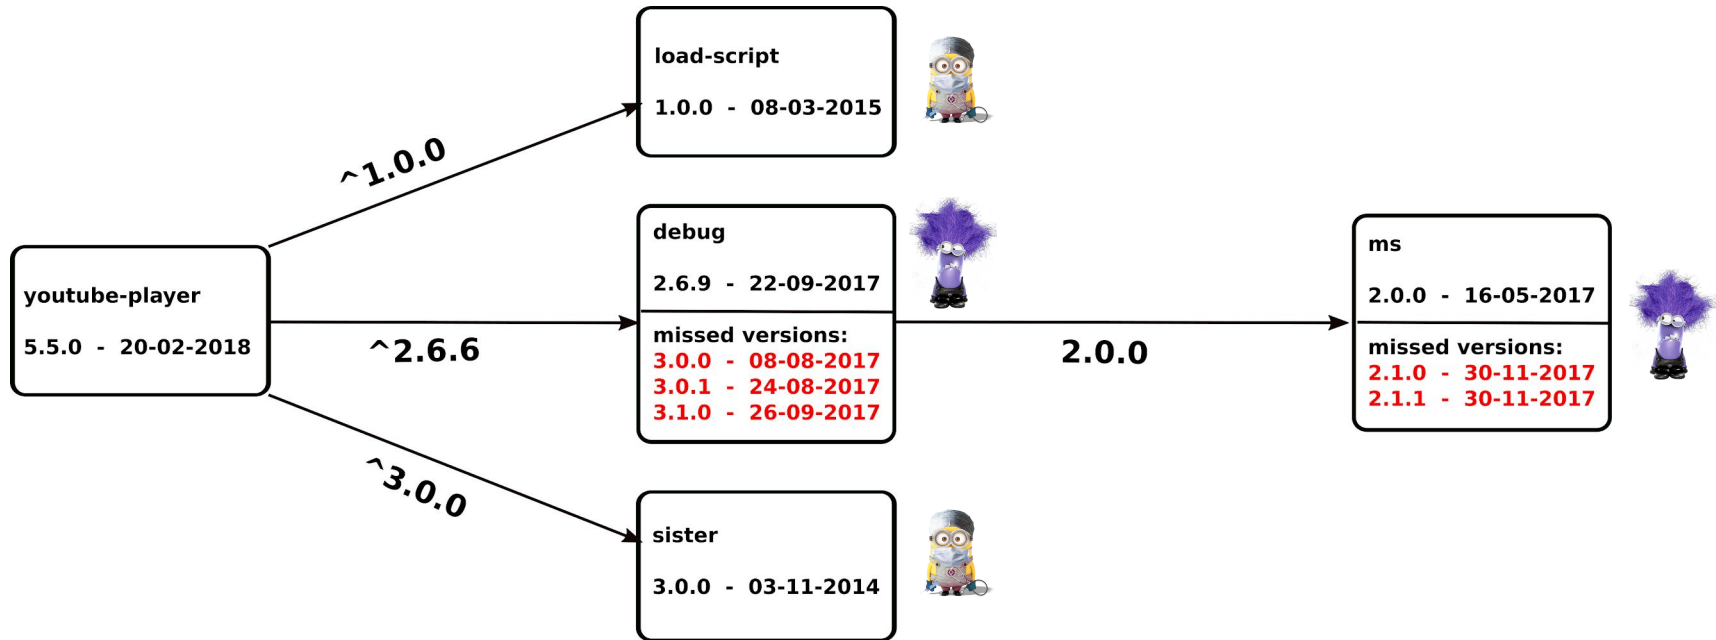 load-script
1.0.0 - 08-03-2015
^1.0.0
debug
2.6.9 - 22-09-2017
missed versions:
3.0.0 - 08-08-2017
3.0.1 - 24-08-2017
3.1.0 - 26-09-2017
ms
2.0.0 - 16-05-2017
missed versions:
2.1.0 - 30-11-2017
2.1.1 - 30-11-2017
youtube-player
5.5.0 - 20-02-2018
^2.6.6
2.0.0
^3.0.0
sister
3.0.0 - 03-11-2014